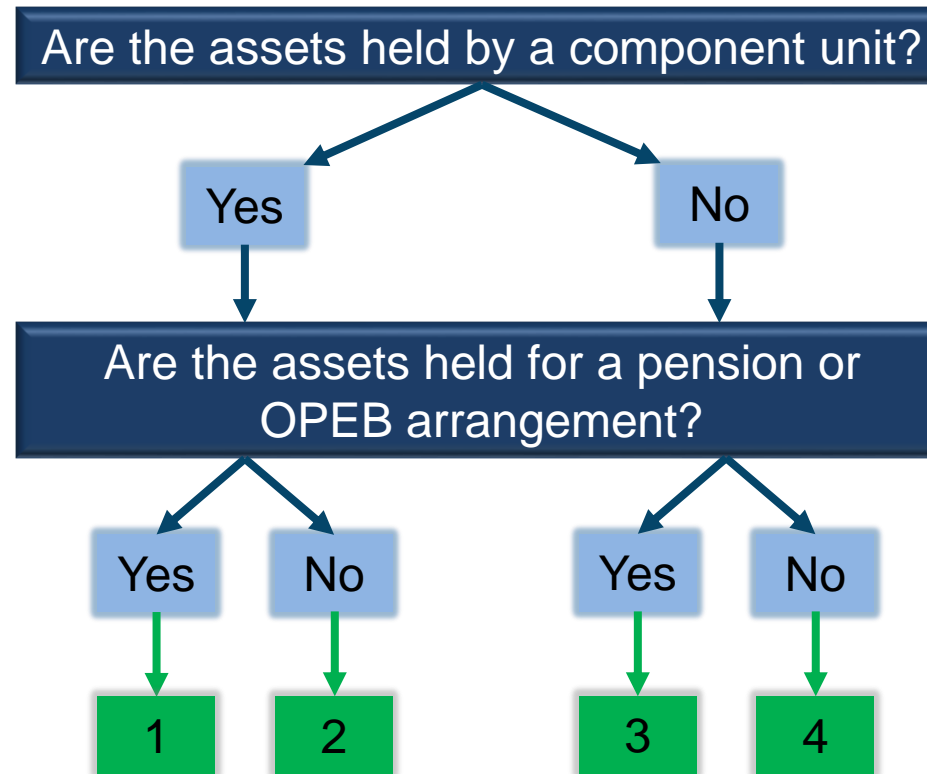 Are the assets held by a component unit?
Yes
No
Are the assets held for a pension or
OPEB arrangement?
Yes
No
Yes
No
1
2
3
4